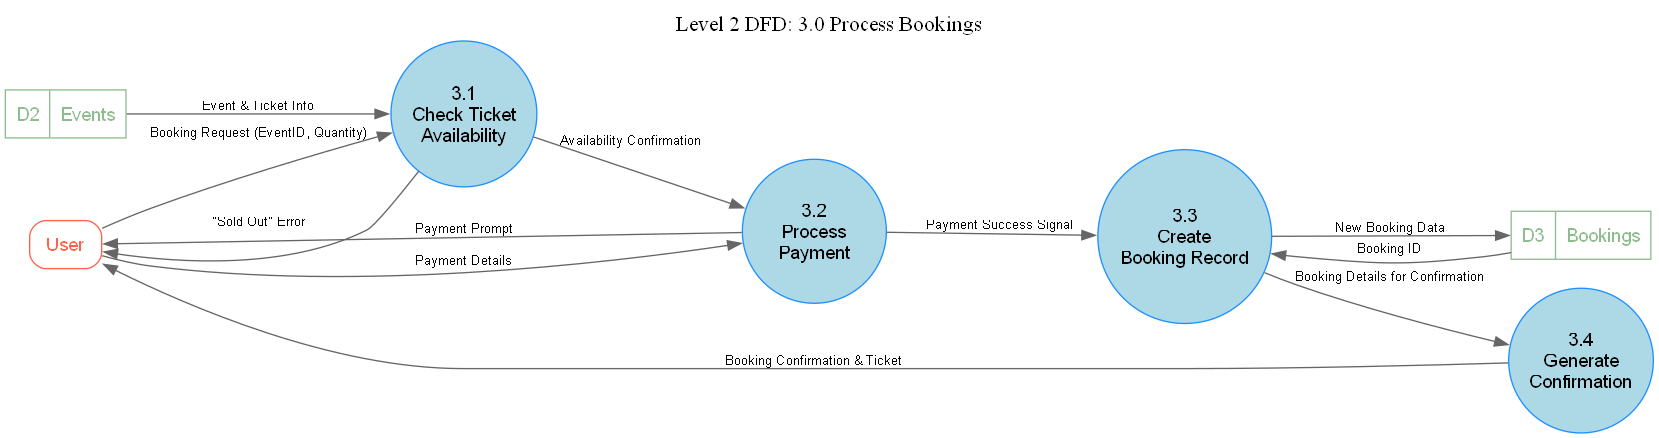 Level 2 DFD: 3.0 Process Bookings
D2
Events
Event & Ticket Info
Booking Request (EventID, Quantity)
3.1
Check Ticket
Availability
Availability Confirmation
User
"Sold Out" Error
Payment Prompt
Payment Details
3.2
Process
Payment
Payment Success Signal
3.3
Create
Booking Record
New Booking Data
Booking ID
D3
Bookings
Booking Details for Confirmation
3.4
Generate
Confirmation
Booking Confirmation & Ticket